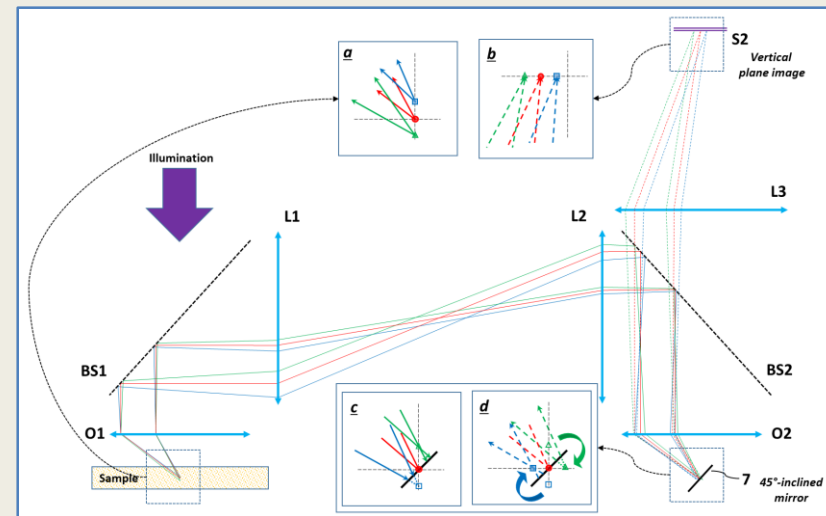 a
b
S2
Vertical
plane image
Illumination
L1
L2
L3
BS1
BS2
c
d
O1
O2
Sample
7
45°-inclined
mirror